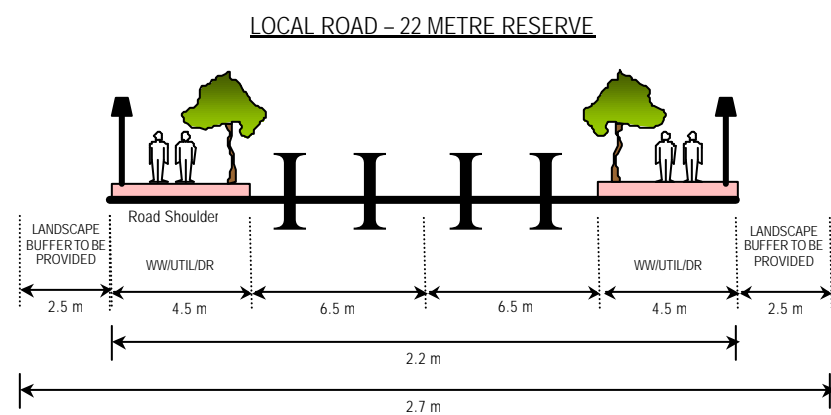 LOCAL ROAD – 22 METRE RESERVE
Road Shoulder
LANDSCAPE
BUFFER TO BE
PROVIDED
WW/UTIL/DR
WW/UTIL/DR
LANDSCAPE
BUFFER TO BE
PROVIDED
2.5 m
4.5 m
6.5 m
6.5 m
4.5 m
2.5 m
2.2 m
2.7 m